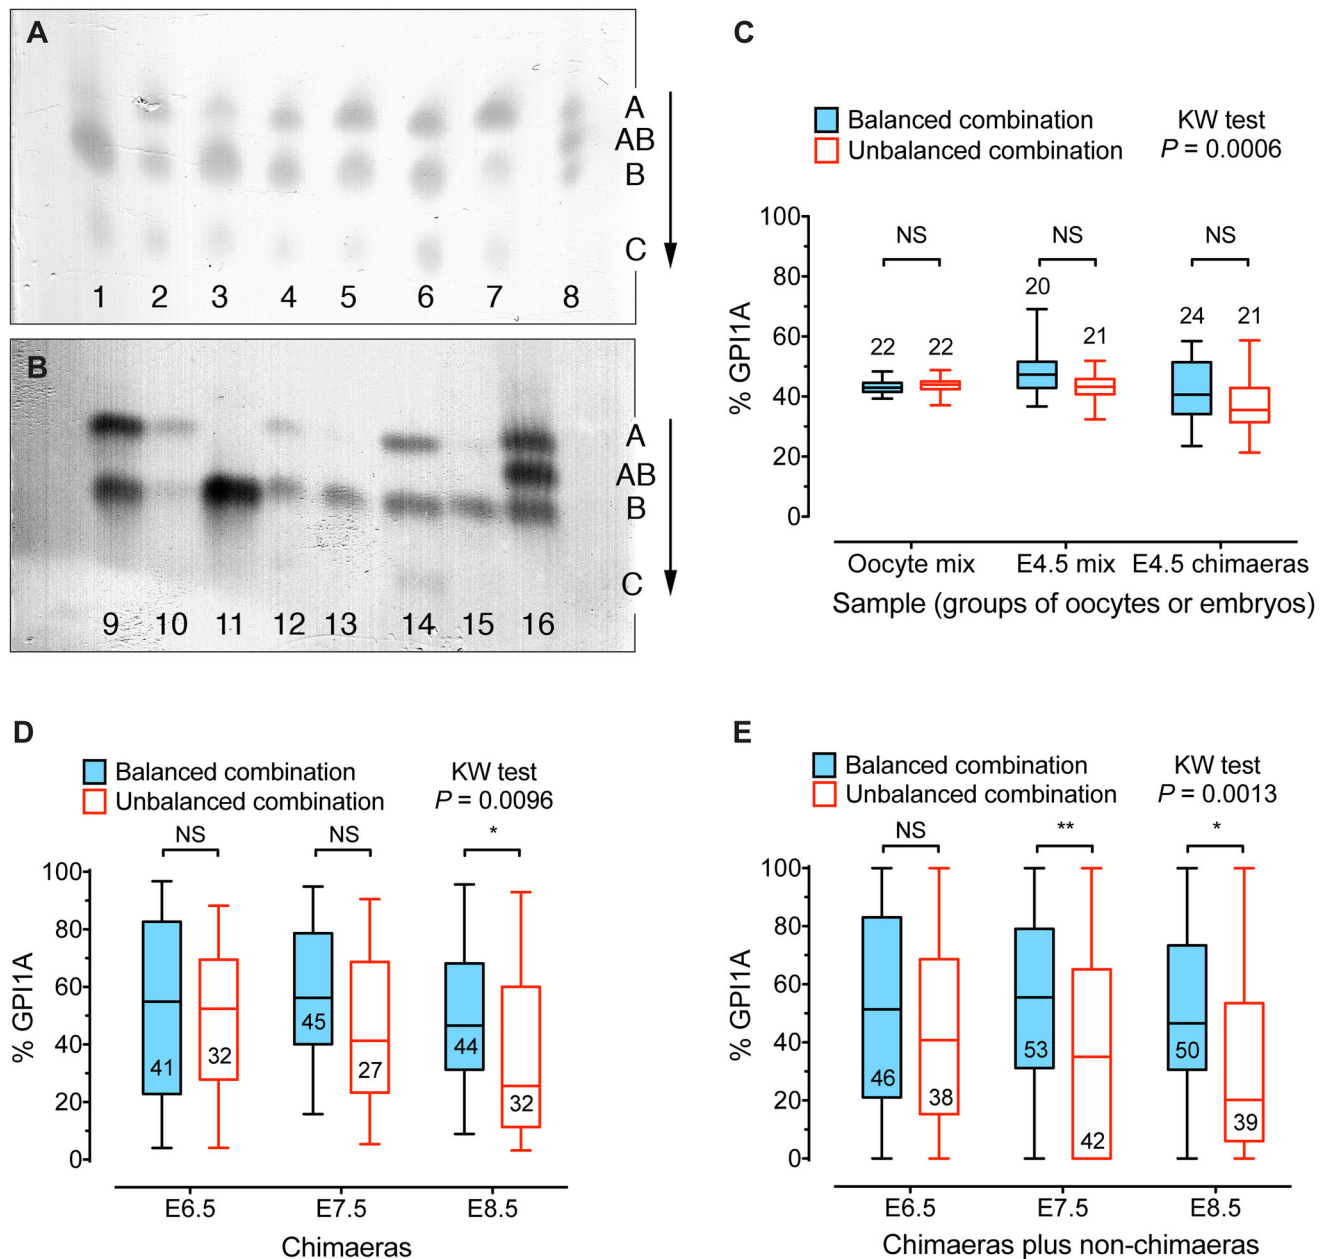 A
A
AB
B
C
1 2 3 4 5 6 7 8
B
A
AB
B
C
9 10 11 12 13 14 15 16
C
Balanced combination
Unbalanced combination
KW test
P = 0.0006
100
80
60
40
20
0
% GPI1A
NS
NS
NS
22
22
20
21
24
21
Oocyte mix
E4.5 mix
E4.5 chimaeras
Sample (groups of oocytes or embryos)
D
Balanced combination
Unbalanced combination
KW test
P = 0.0096
NS
NS
*
100
80
60
40
20
0
% GPI1A
41
32
45
27
44
32
E6.5
E7.5
E8.5
Chimaeras
E
Balanced combination
Unbalanced combination
KW test
P = 0.0013
NS
**
*
100
80
60
40
20
0
% GPI1A
46
38
53
42
50
39
E6.5
E7.5
E8.5
Chimaeras plus non-chimaeras